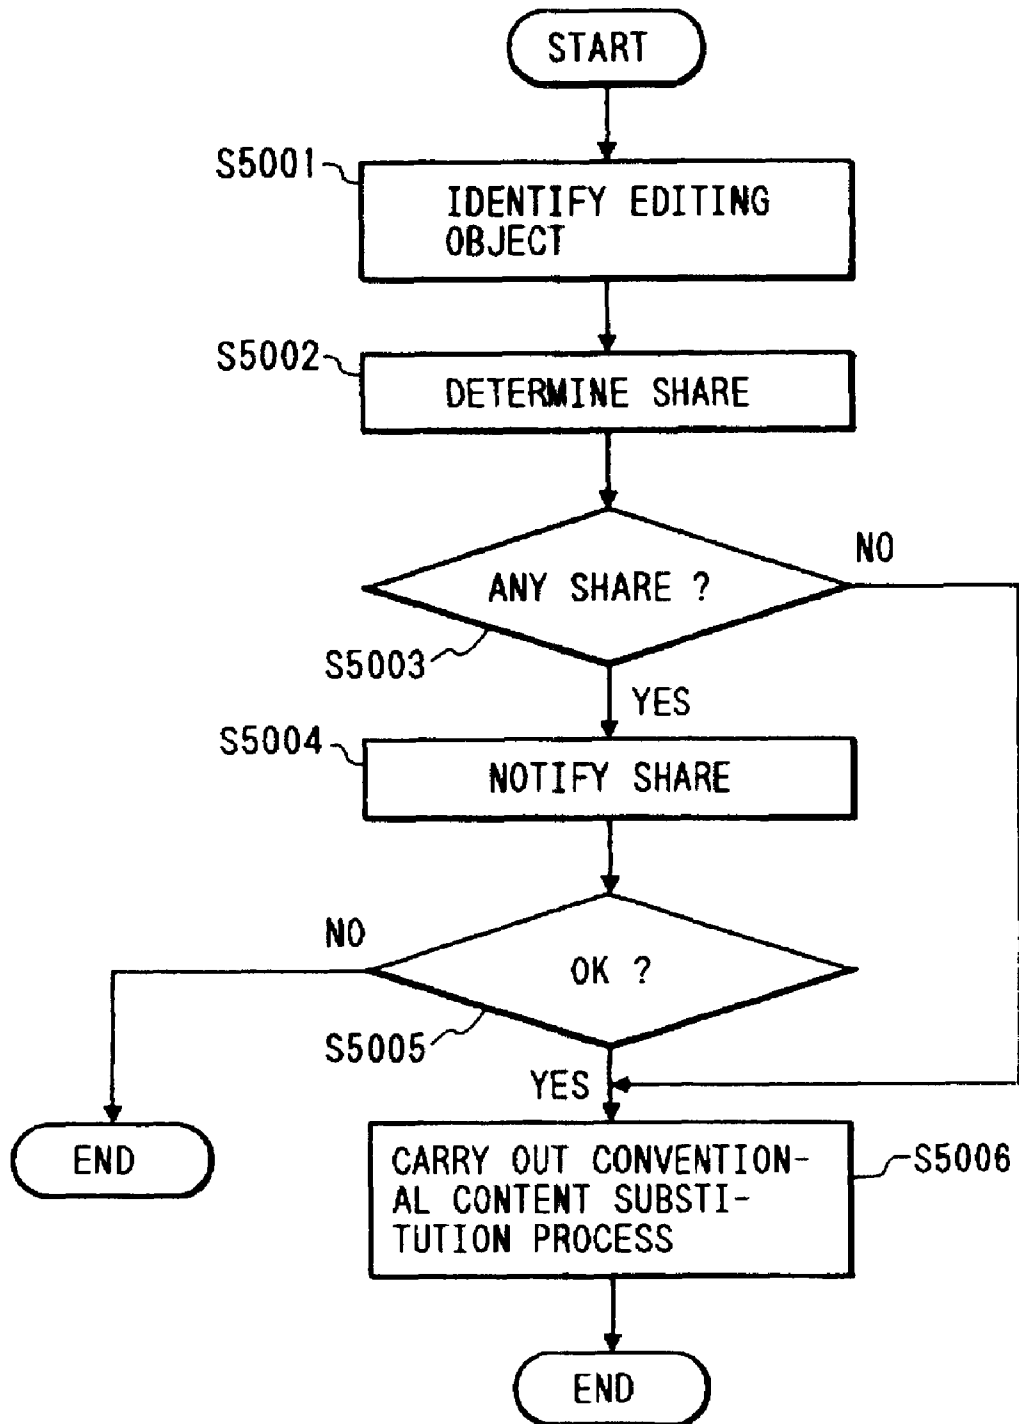 START
S5001
IDENTIFY EDITING
OBJECT
S5002
DETERMINE SHARE
ANY SHARE ?
NO
S5003
YES
S5004
NOTIFY SHARE
NO
OK ?
S5005
YES
END
CARRY OUT CONVENTION-
AL CONTENT SUBSTI-
TUTION PROCESS
S5006
END